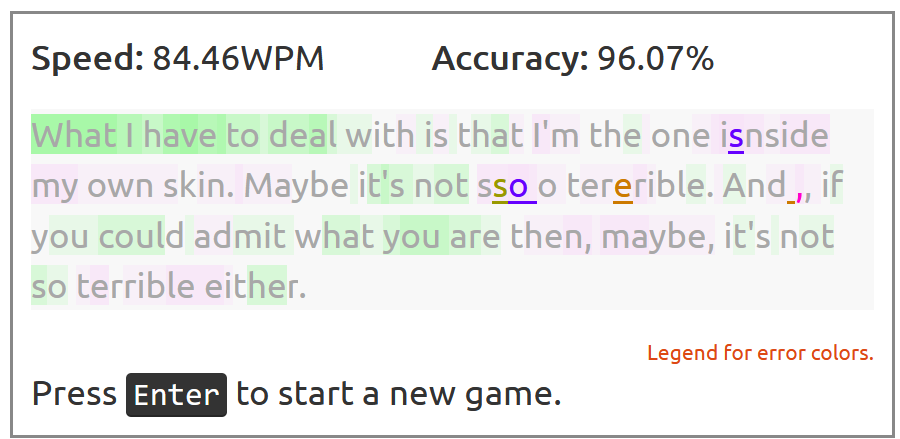 Speed: 84.46WPM Accuracy: 96.07%
What I have to deal with is that I'm the one isnside
my own skin. Maybe it's not sso o tererible. And ,, if
you could admit what you are then, maybe, it's not
so terrible either.
Legend for error colors.
Press Enter to start a new game.